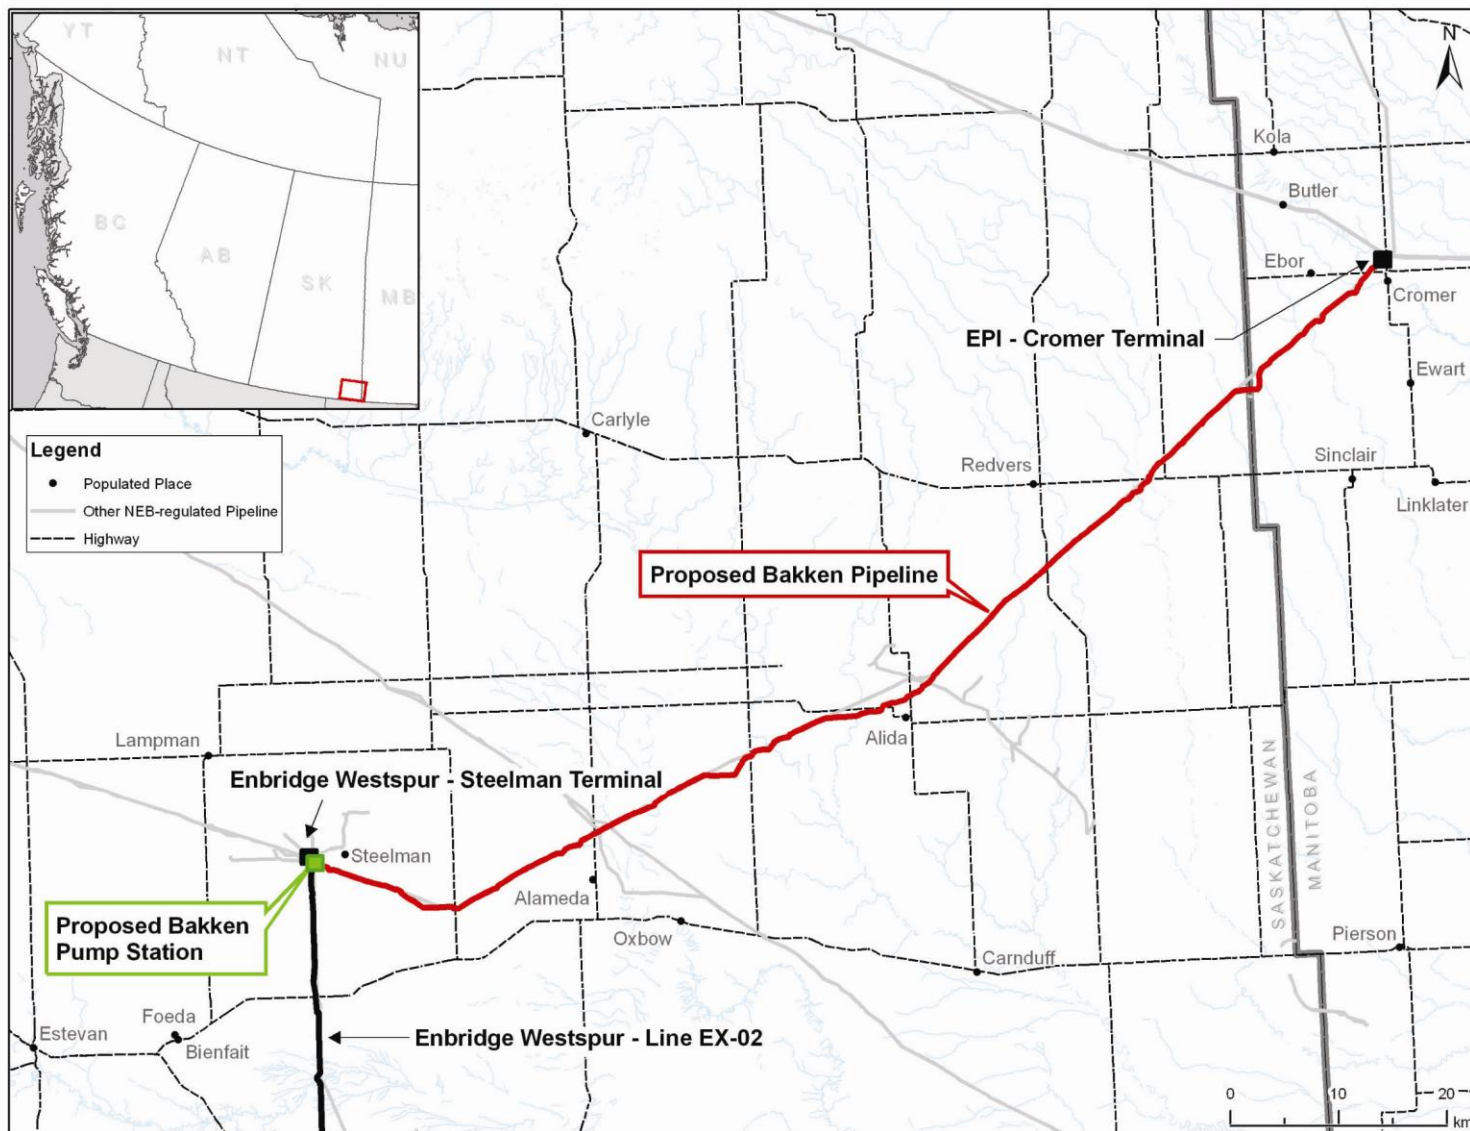 YT
NT
NU
BC
AB
SK
MB
N
Kola
Butler
Ebor
Cromer
EPI - Cromer Terminal
Ewart
Carlyle
Legend
Populated Place
Other NEB-regulated Pipeline
Highway
Redvers
Sinclair
Linklater
Proposed Bakken Pipeline
Lampman
Alida
Enbridge Westspur - Steelman Terminal
SASKATCHEWAN
MANITOBA
Steelman
Alameda
Proposed Bakken
Pump Station
Oxbow
Pierson
Carnduff
Foeda
Estevan
Bienfait
Enbridge Westspur - Line EX-02
0 10 20
km